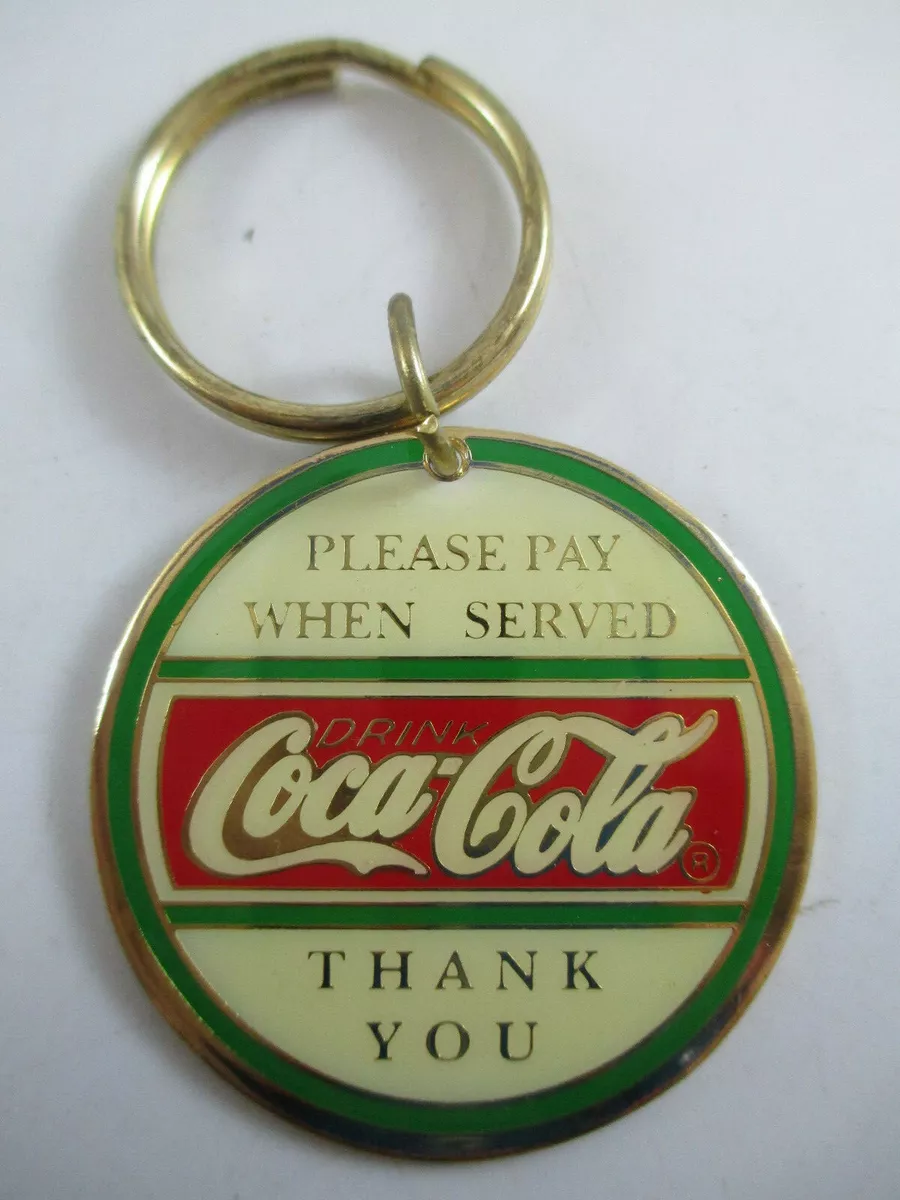 PLEASE PAY
WHEN SERVED
DRINK
Coca-Cola ®
THANK
YOU